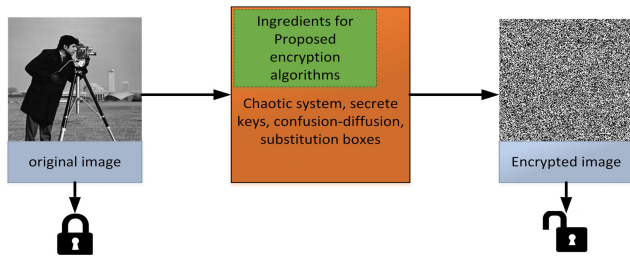 Ingredients for
Proposed
encryption
algorithms
Chaotic system, secrete
keys, confusion-diffusion,
substitution boxes
original image
Encrypted image